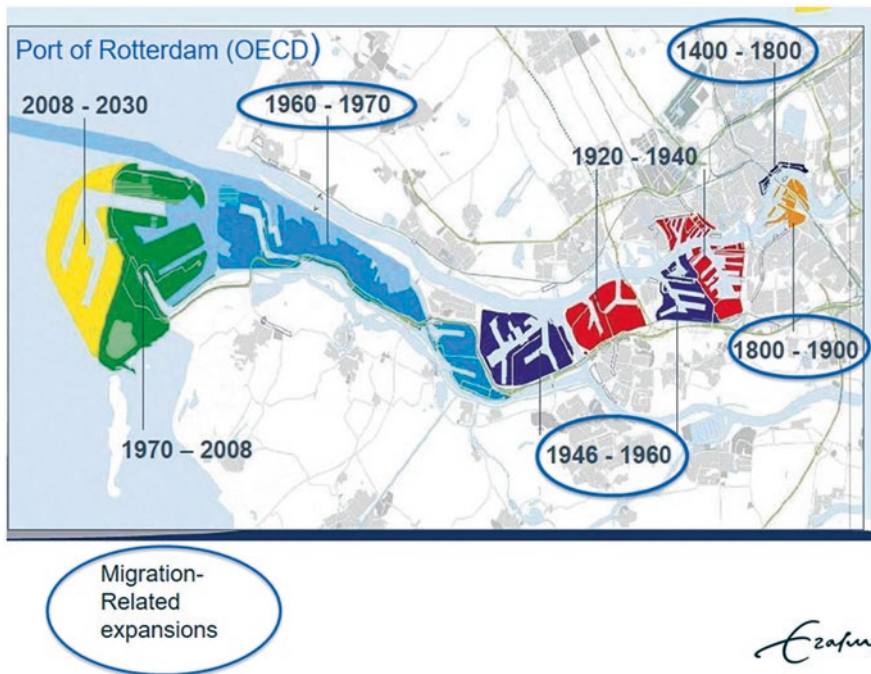 Port of Rotterdam (OECD)
1400 - 1800
2008 - 2030
1960 - 1970
1920 - 1940
1800 - 1900
1970 – 2008
1946 - 1960
Migration-
Related
expansions